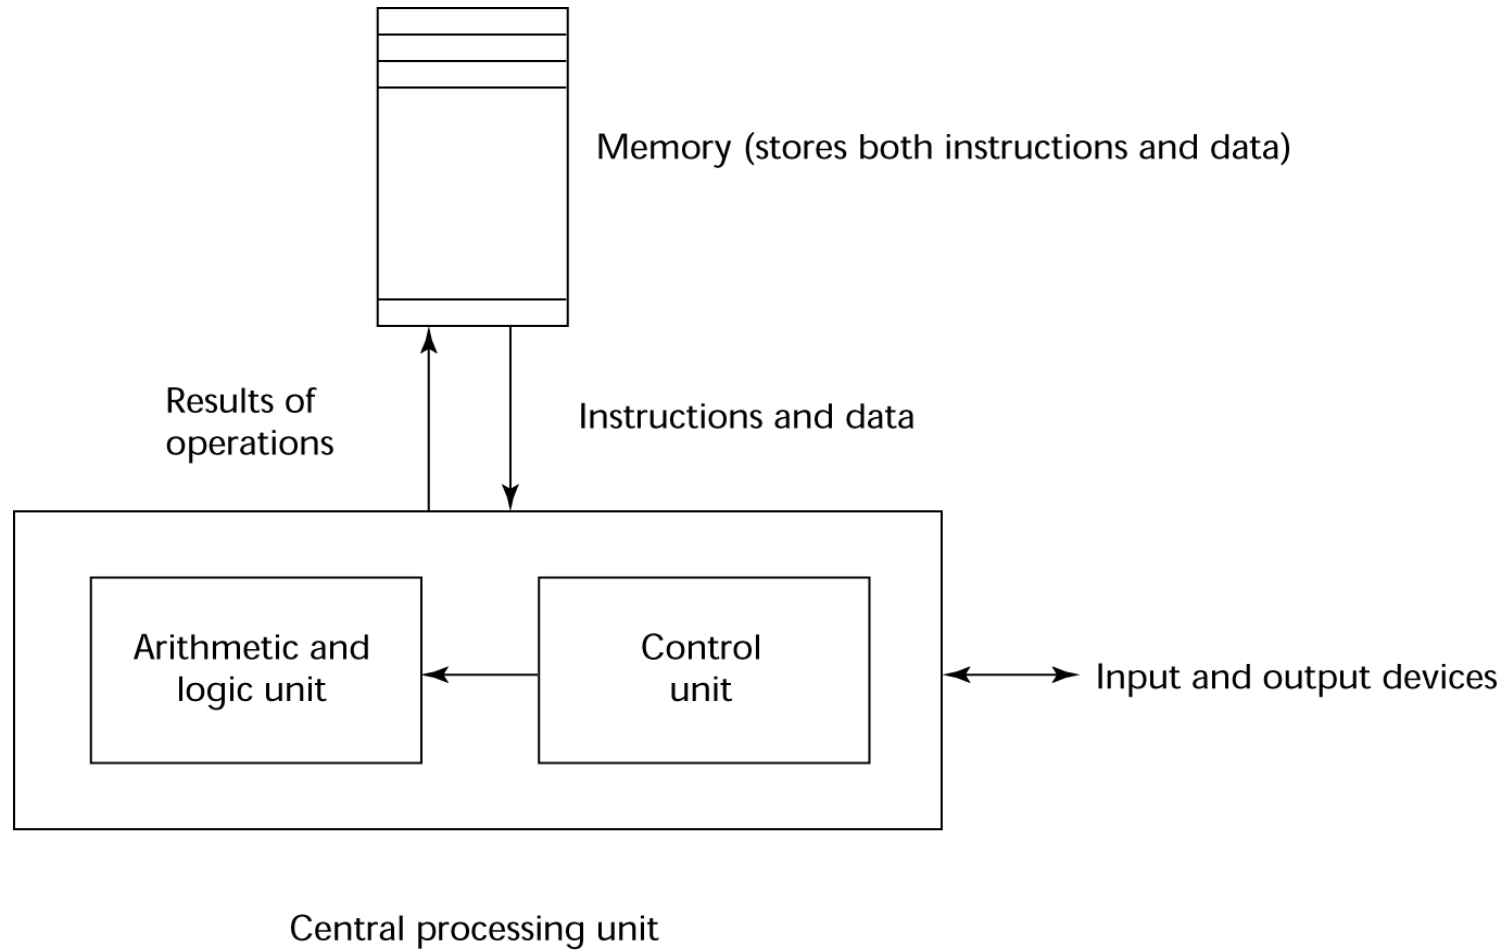 Memory (stores both instructions and data)
Results of
operations
Instructions and data
Arithmetic and
logic unit
Control
unit
Input and output devices
Central processing unit